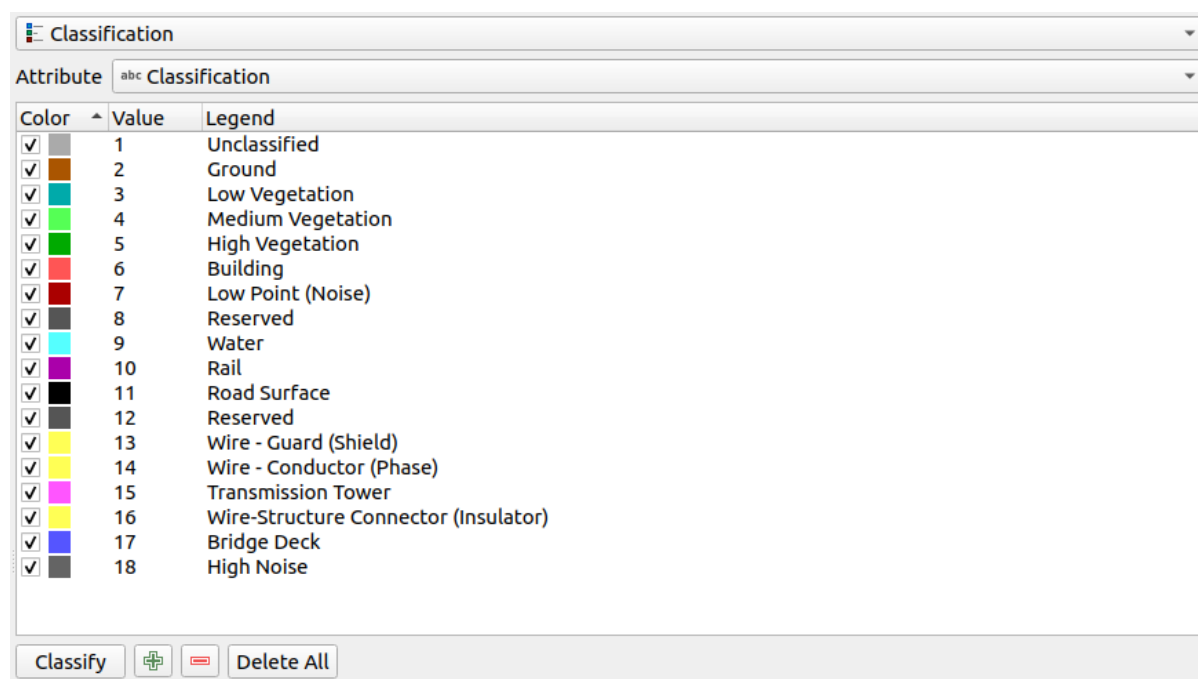 Classification
Attribute abc Classification
Color Value Legend
1 Unclassified
2 Ground
3 Low Vegetation
4 Medium Vegetation
5 High Vegetation
6 Building
7 Low Point (Noise)
8 Reserved
9 Water
10 Rail
11 Road Surface
12 Reserved
13 Wire - Guard (Shield)
14 Wire - Conductor (Phase)
15 Transmission Tower
16 Wire-Structure Connector (Insulator)
17 Bridge Deck
18 High Noise
Classify Delete All